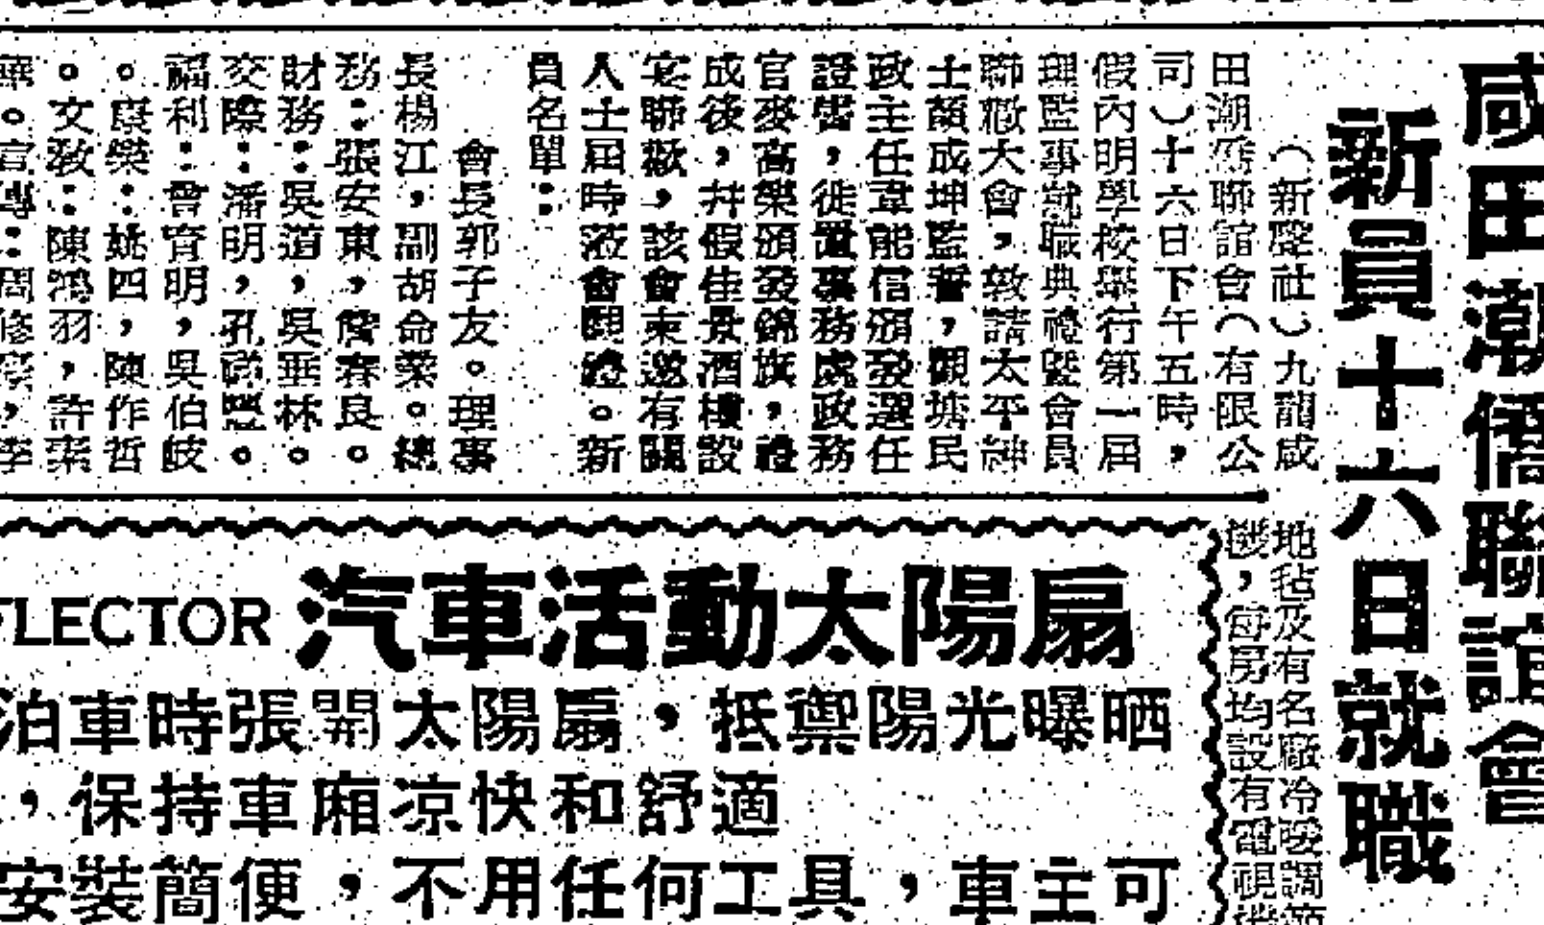 咸田潮僑聯誼會
新員十六日就職
（新聲社）九龍咸
田潮僑聯誼會（有限公
司）十六日下午五時，
假內明學校舉行第一屆
理監事就職典禮暨會員
聯歡大會，敦請太平紳
士顏成坤監誓，觀塘民
政主任韋能信頒發選任
證書，徙置事務處政務
官麥高榮頒發錦旗，禮
成後，并假佳景酒樓設
宴聯歡，該會柬邀有關
人士屆時蒞會觀禮。新
員名單：
會長郭子友。理事
長楊江，副胡命業。總
務：張安東，詹春良。
財務：吳道，吳垂林。
交際：潘明，孔
福利：曾育明，吳伯岐
。康樂：姚四，陳作哲
。文教：陳鴻羽，許
。宣傳：周修　，李
地毡及有名廠冷暖調節
機，每房均設有電視機
FLECTOR 汽車活動太陽扇
泊車時張開太陽扇，抵禦陽光曝晒
，保持車廂凉快和舒適
安裝簡便，不用任何工具，車主可